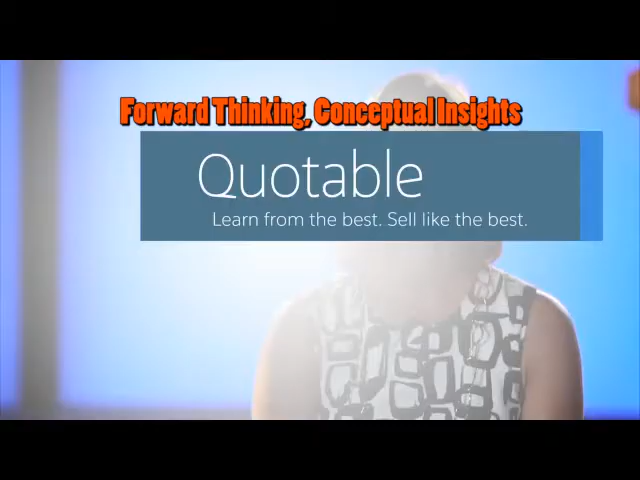 Forward Thinking, Conceptual Insights
Quotable
Learn from the best. Sell like the best.